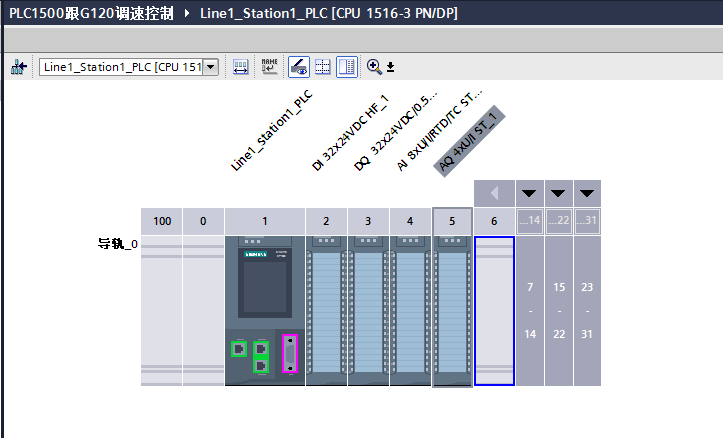 PLC1500跟G120调速控制 ▶ Line1_Station1_PLC [CPU 1516-3 PN/DP]
Line1_Station1_PLC [CPU 151
NAME
Line1_Station1_PLC
DI 32x24VDC HF_1
DQ 32x24VDC/0.5...
AI 8xU/I/RTD/TC ST...
AQ 4xU/I ST_1
100 0 1 2 3 4 5 6 ...14 ...22 ...31
导轨_0
SIEMENS
7 15 23
- - -
14 22 31